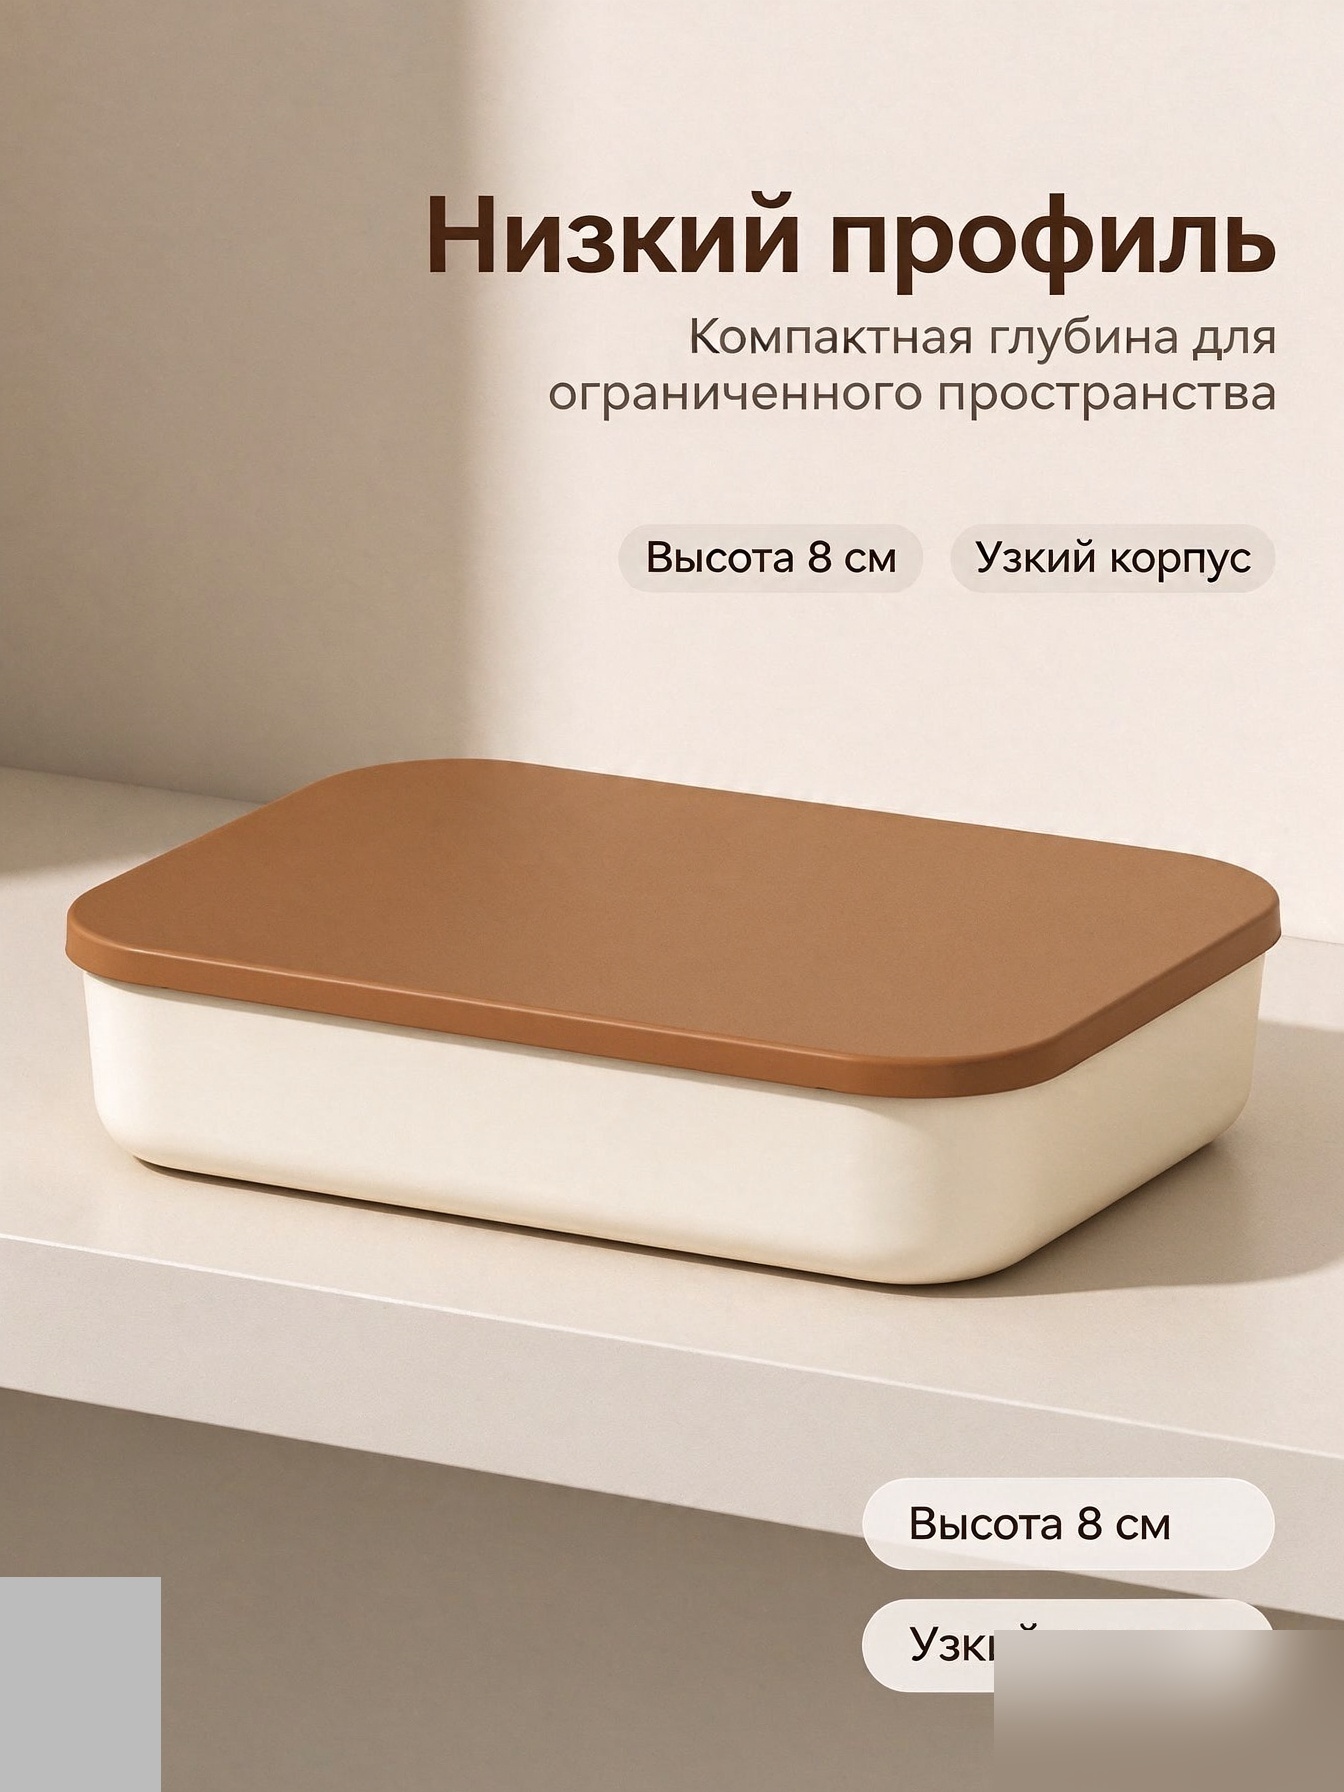 Низкий профиль
Компактная глубина для
ограниченного пространства
Высота 8 см
Узкий корпус
Высота 8 см